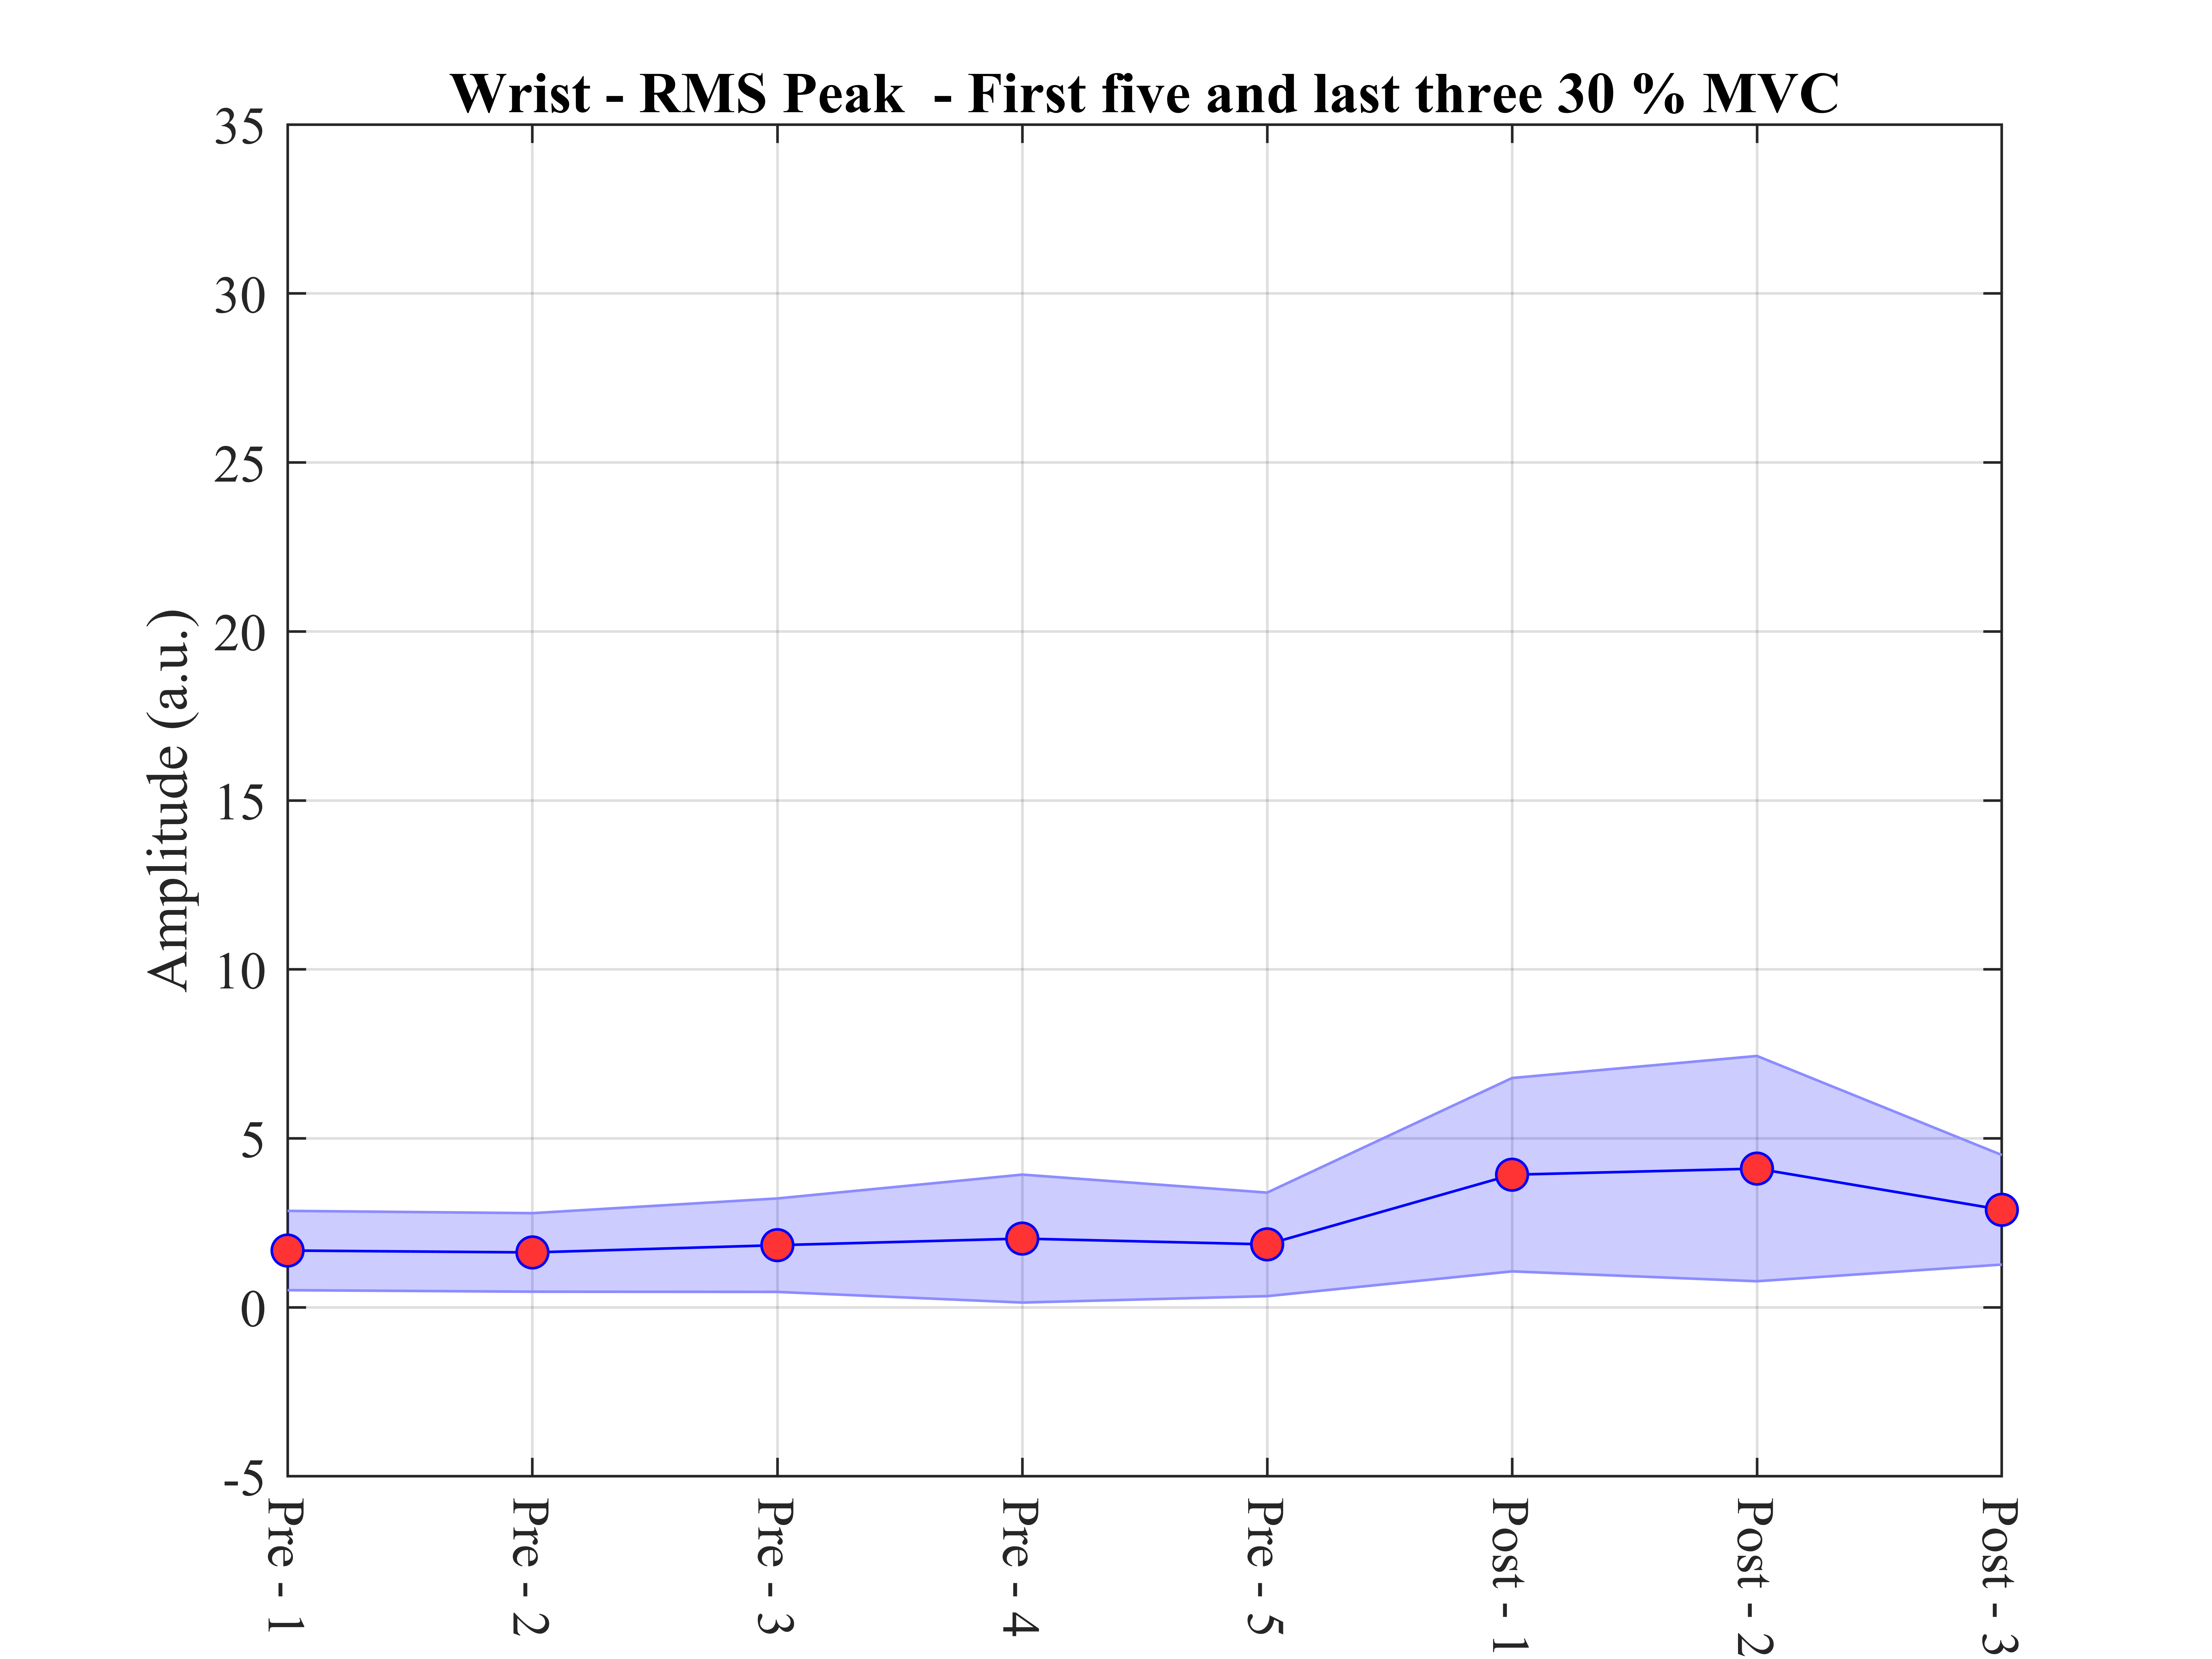 Wrist - RMS Peak  - First five and last three 30 % MVC
Amplitude (a.u.)
35
30
25
20
15
10
5
0
-5
Pre - 1
Pre - 2
Pre - 3
Pre - 4
Pre - 5
Post - 1
Post - 2
Post - 3